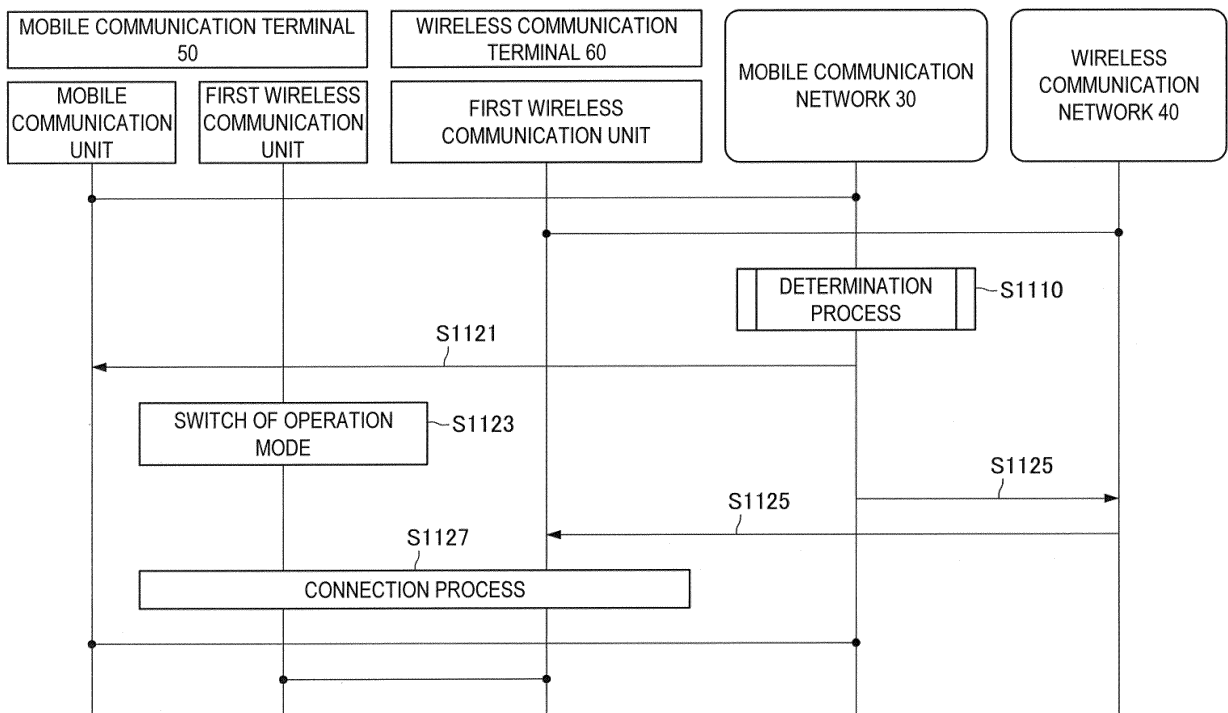 MOBILE COMMUNICATION TERMINAL
50
WIRELESS COMMUNICATION
TERMINAL 60
MOBILE COMMUNICATION
NETWORK 30
WIRELESS
COMMUNICATION
NETWORK 40
MOBILE
COMMUNICATION
UNIT
FIRST WIRELESS
COMMUNICATION
UNIT
FIRST WIRELESS
COMMUNICATION UNIT
DETERMINATION
PROCESS
S1110
S1121
SWITCH OF OPERATION
MODE
S1123
S1125
S1125
S1127
CONNECTION PROCESS